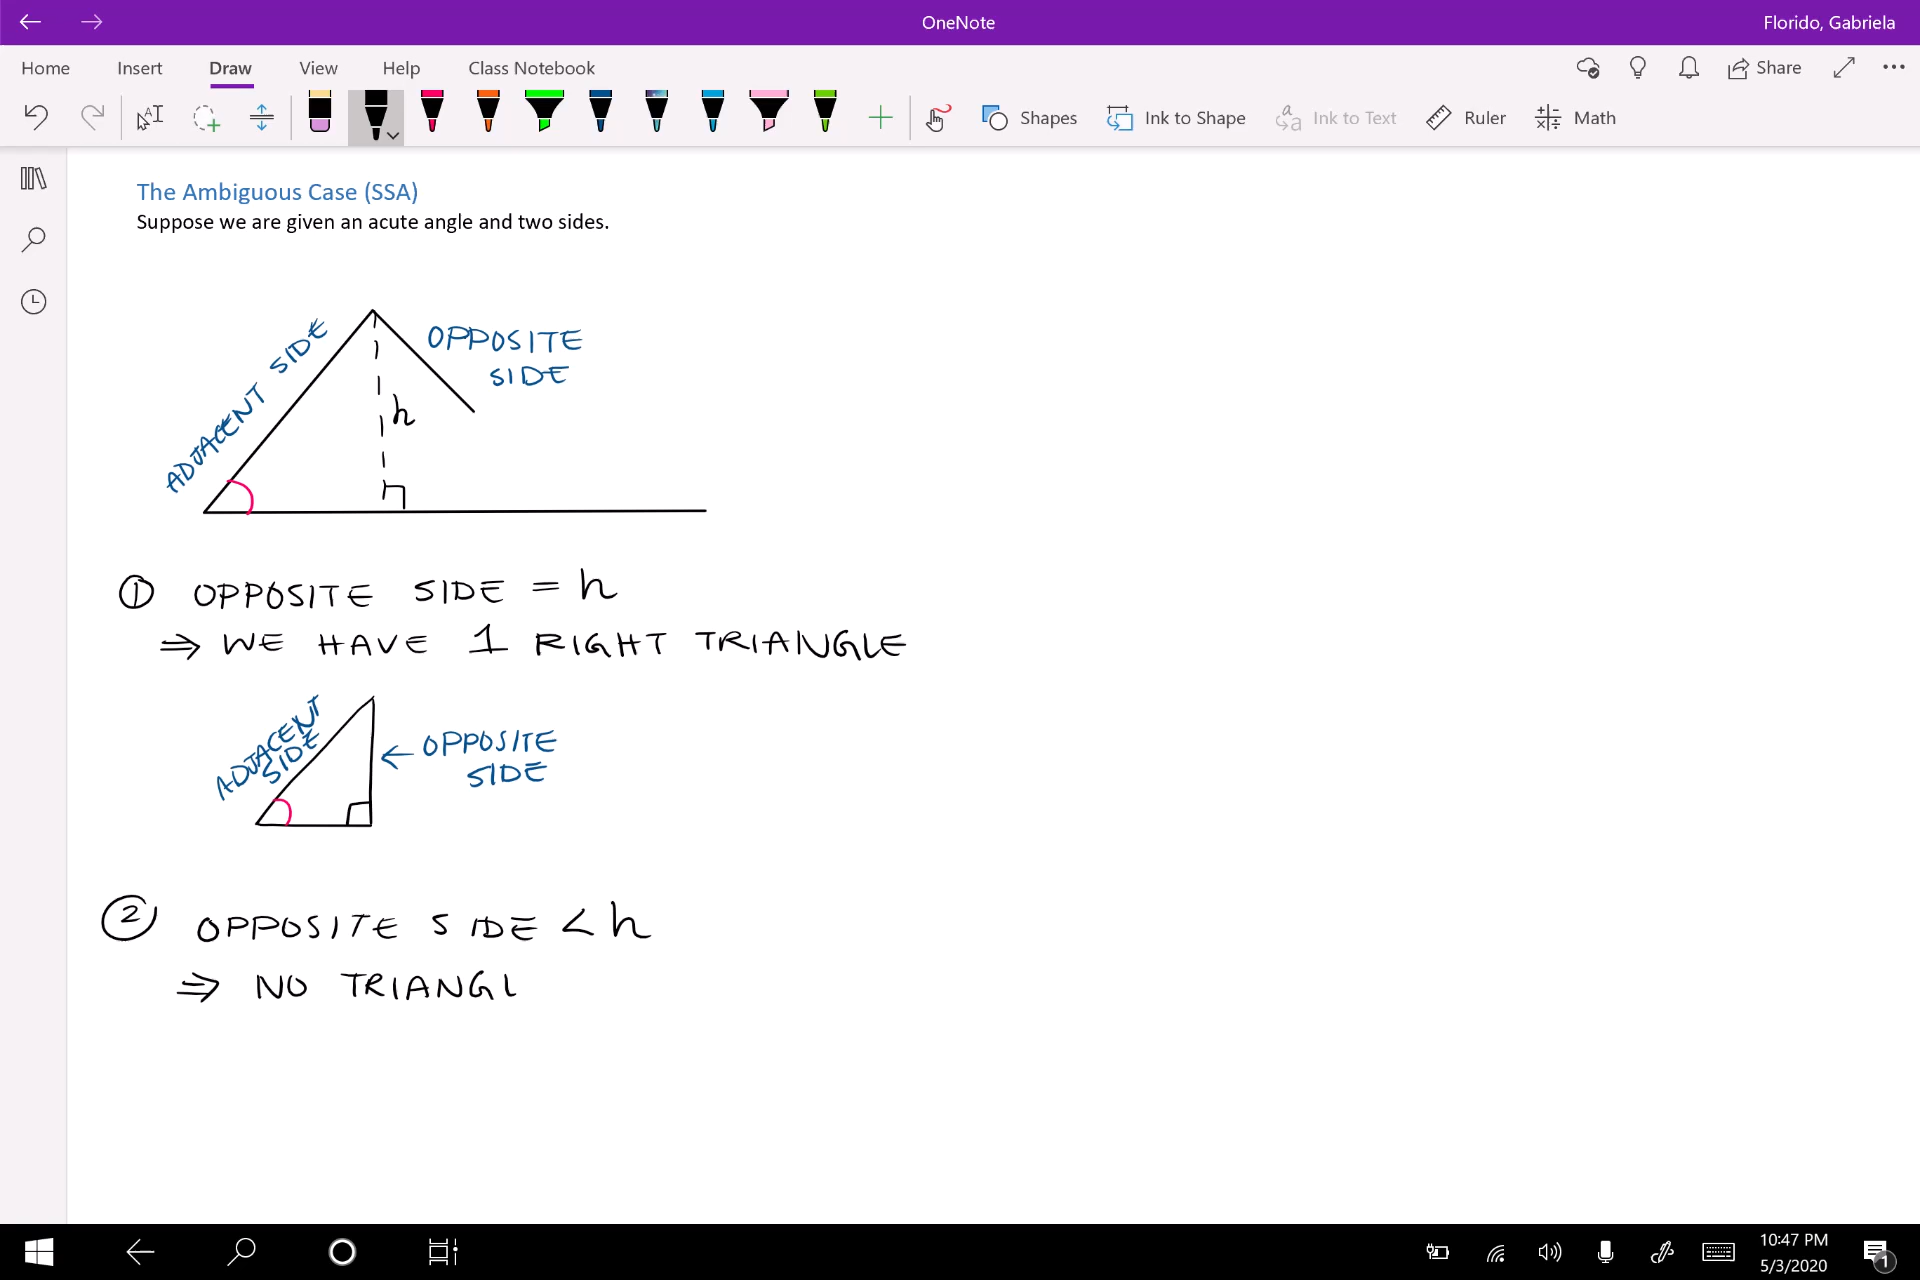 OneNote
Florido, Gabriela
Home Insert Draw View Help Class Notebook Share
Shapes Ink to Shape Ink to Text Ruler Math
The Ambiguous Case (SSA)
Suppose we are given an acute angle and two sides.
ADJACENT SIDE
OPPOSITE
SIDE
h
① OPPOSITE SIDE = h
⇒ WE HAVE 1 RIGHT TRIANGLE
ADJACENT
SIDE
← OPPOSITE
SIDE
② OPPOSITE SIDE < h
⇒ NO TRIANGL
10:47 PM
5/3/2020
1